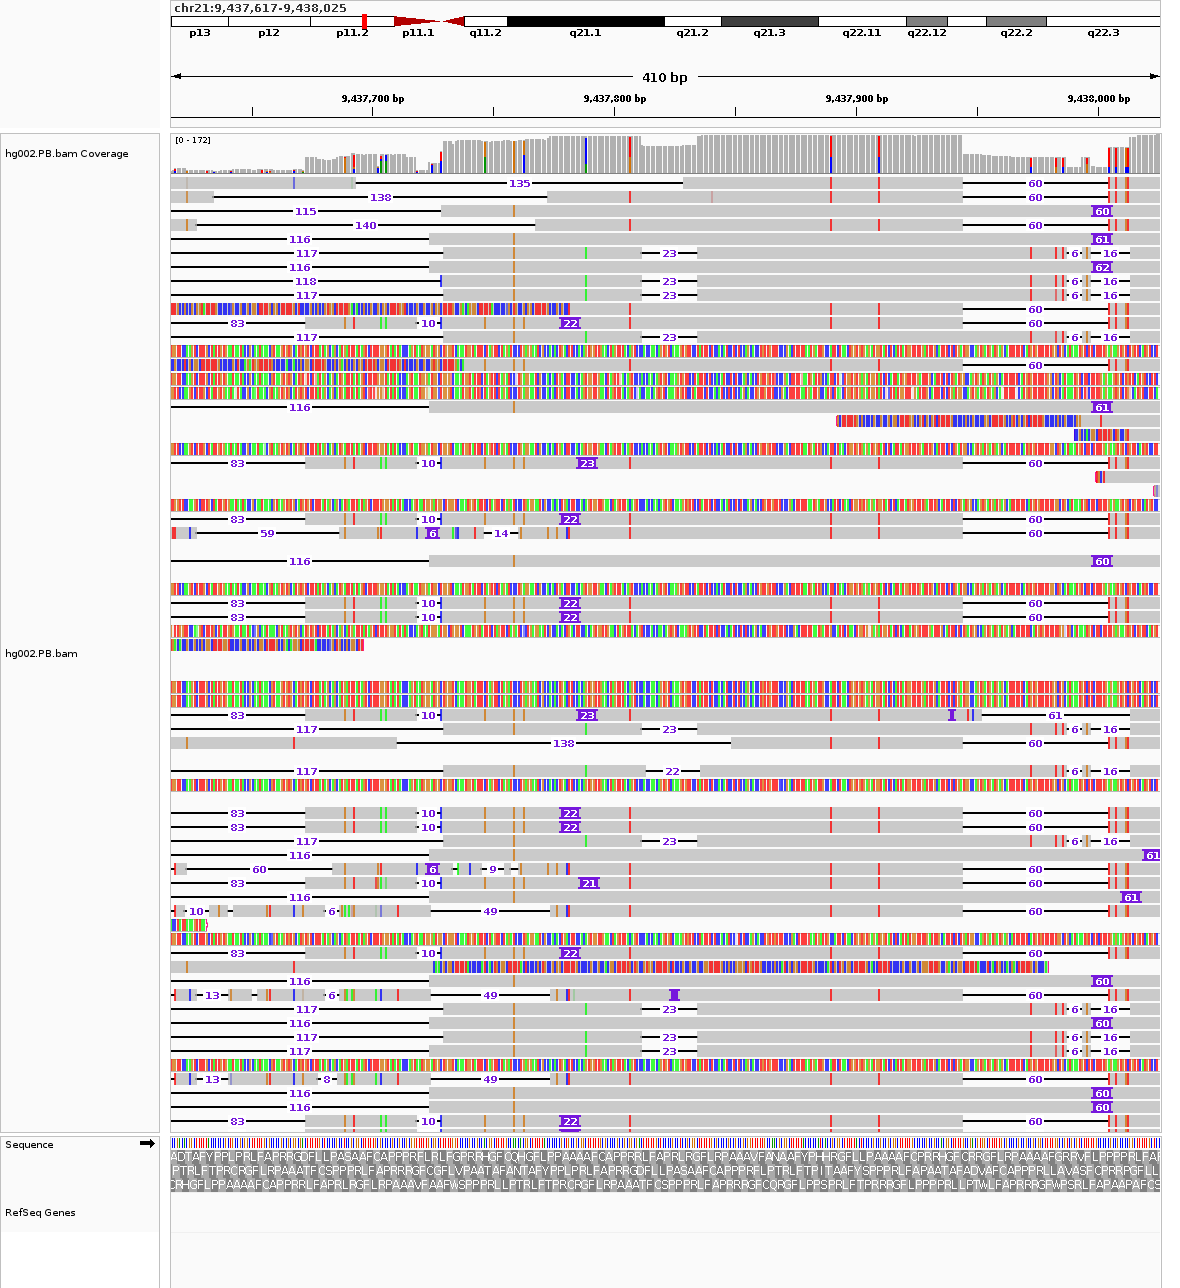 chr21:9,437,617-9,438,025
p13 p12 p11.2 p11.1 q11.2 q21.1 q21.2 q21.3 q22.11 q22.12 q22.2 q22.3
410 bp
9,437,700 bp 9,437,800 bp 9,437,900 bp 9,438,000 bp
[0 - 172]
hg002.PB.bam Coverage
135 60
138 60
115 60
140 60
116 61
117 23 6 16
116 62
118 23 6 16
117 23 6 16
60
83 10 22 60
117 23 6 16
60
116 61
83 10 23 60
83 10 22 60
59 6 14 60
116 60
83 10 22 60
83 10 22 60
hg002.PB.bam
83 10 23 61
117 23 6 16
138 60
117 22 6 16
83 10 22 60
83 10 22 60
117 23 6 16
116 61
60 6 9 60
83 10 21 60
116 61
10 6 49 60
83 10 22 60
116 60
13 6 49 60
117 23 6 16
116 60
117 23 6 16
117 23 6 16
13 8 49 60
116 60
116 60
83 10 22 60
Sequence
RefSeq Genes